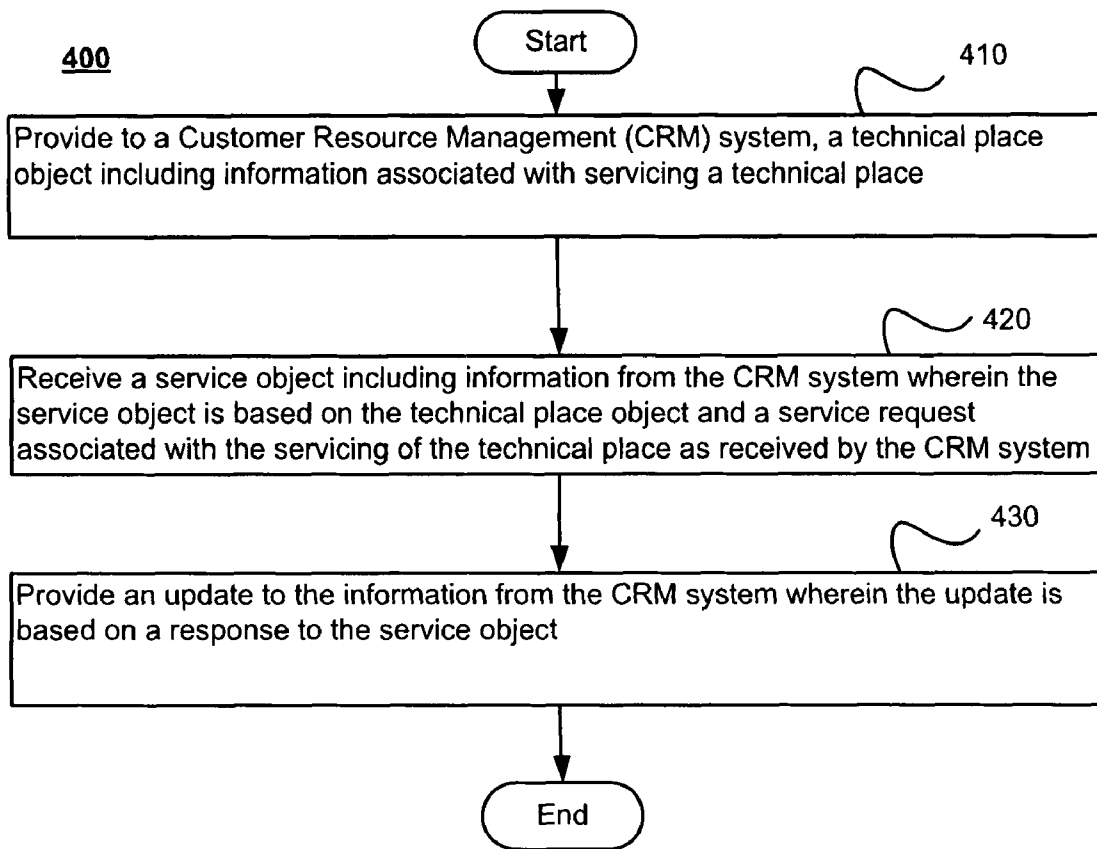 Start
400
410
Provide to a Customer Resource Management (CRM) system, a technical place
object including information associated with servicing a technical place
420
Receive a service object including information from the CRM system wherein the
service object is based on the technical place object and a service request
associated with the servicing of the technical place as received by the CRM system
430
Provide an update to the information from the CRM system wherein the update is
based on a response to the service object
End